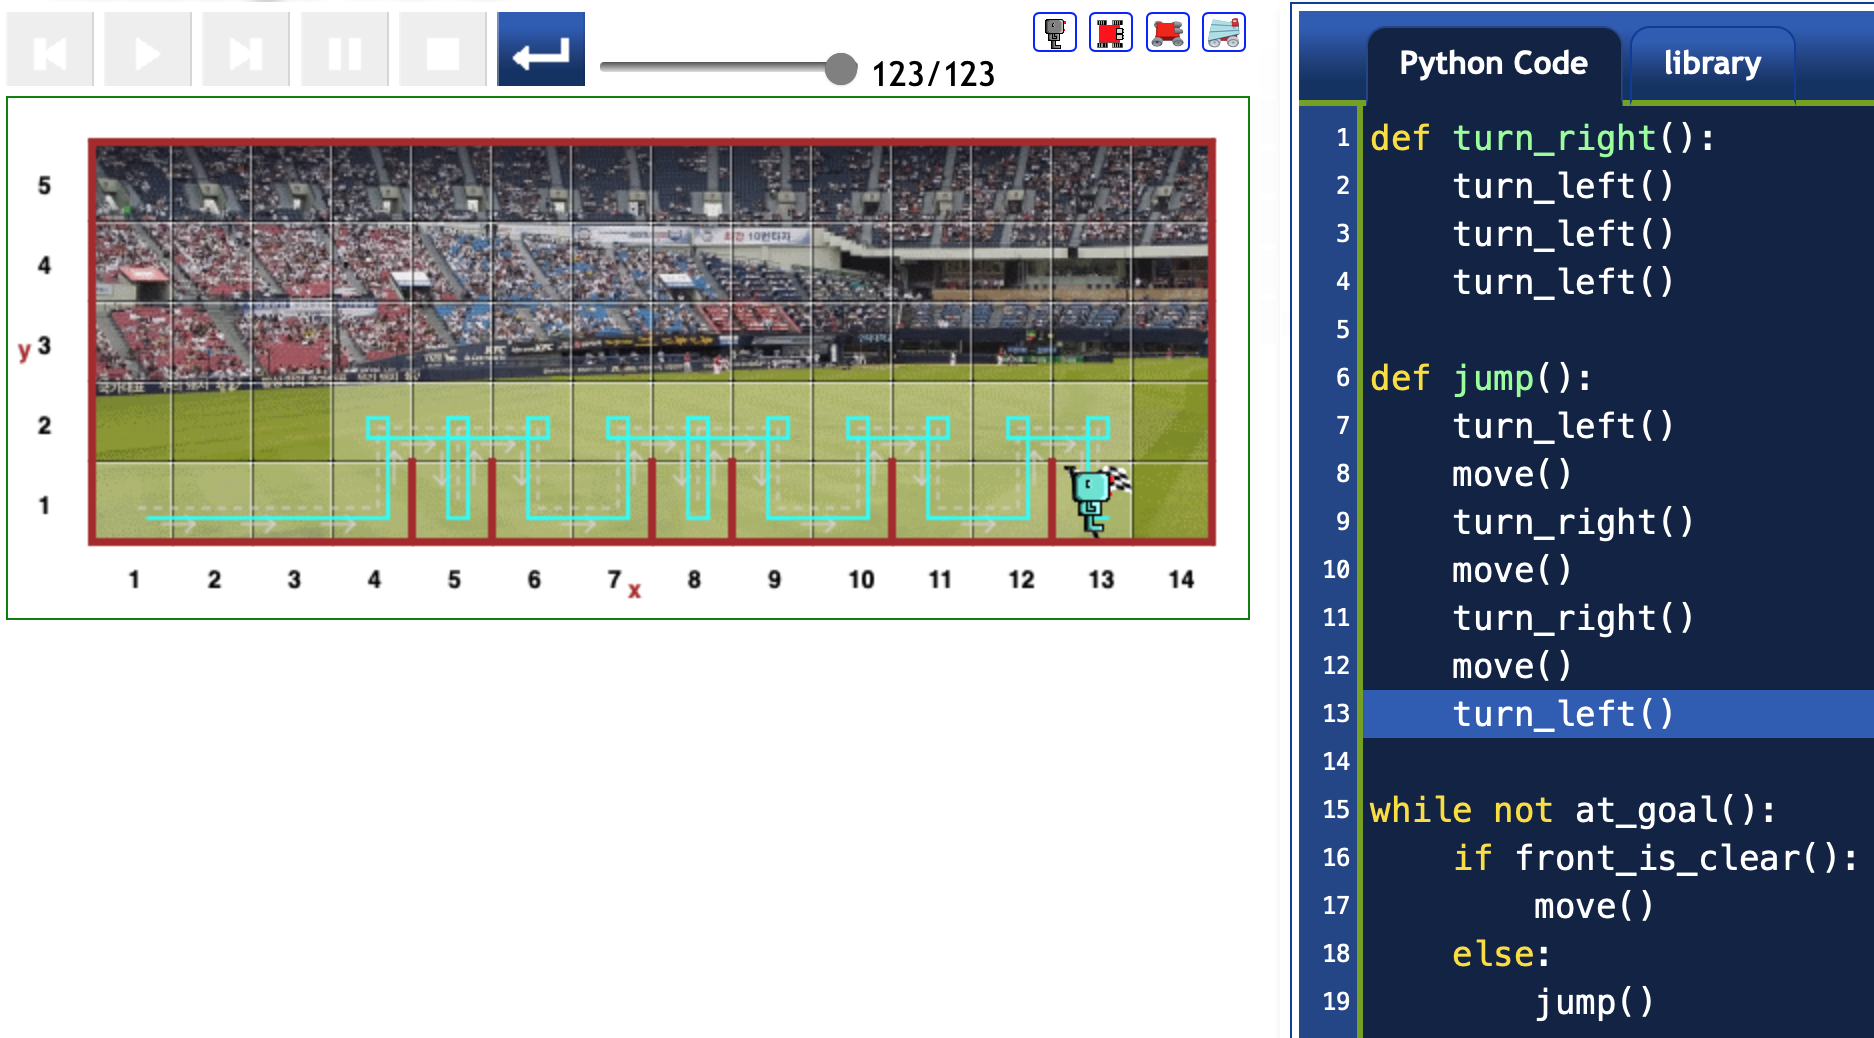 123/123
Python Code
library
5
4
y 3
2
1
1 2 3 4 5 6 7 x 8 9 10 11 12 13 14
1 def turn_right():
2     turn_left()
3     turn_left()
4     turn_left()
5
6 def jump():
7     turn_left()
8     move()
9     turn_right()
10     move()
11     turn_right()
12     move()
13     turn_left()
14
15 while not at_goal():
16     if front_is_clear():
17         move()
18     else:
19         jump()